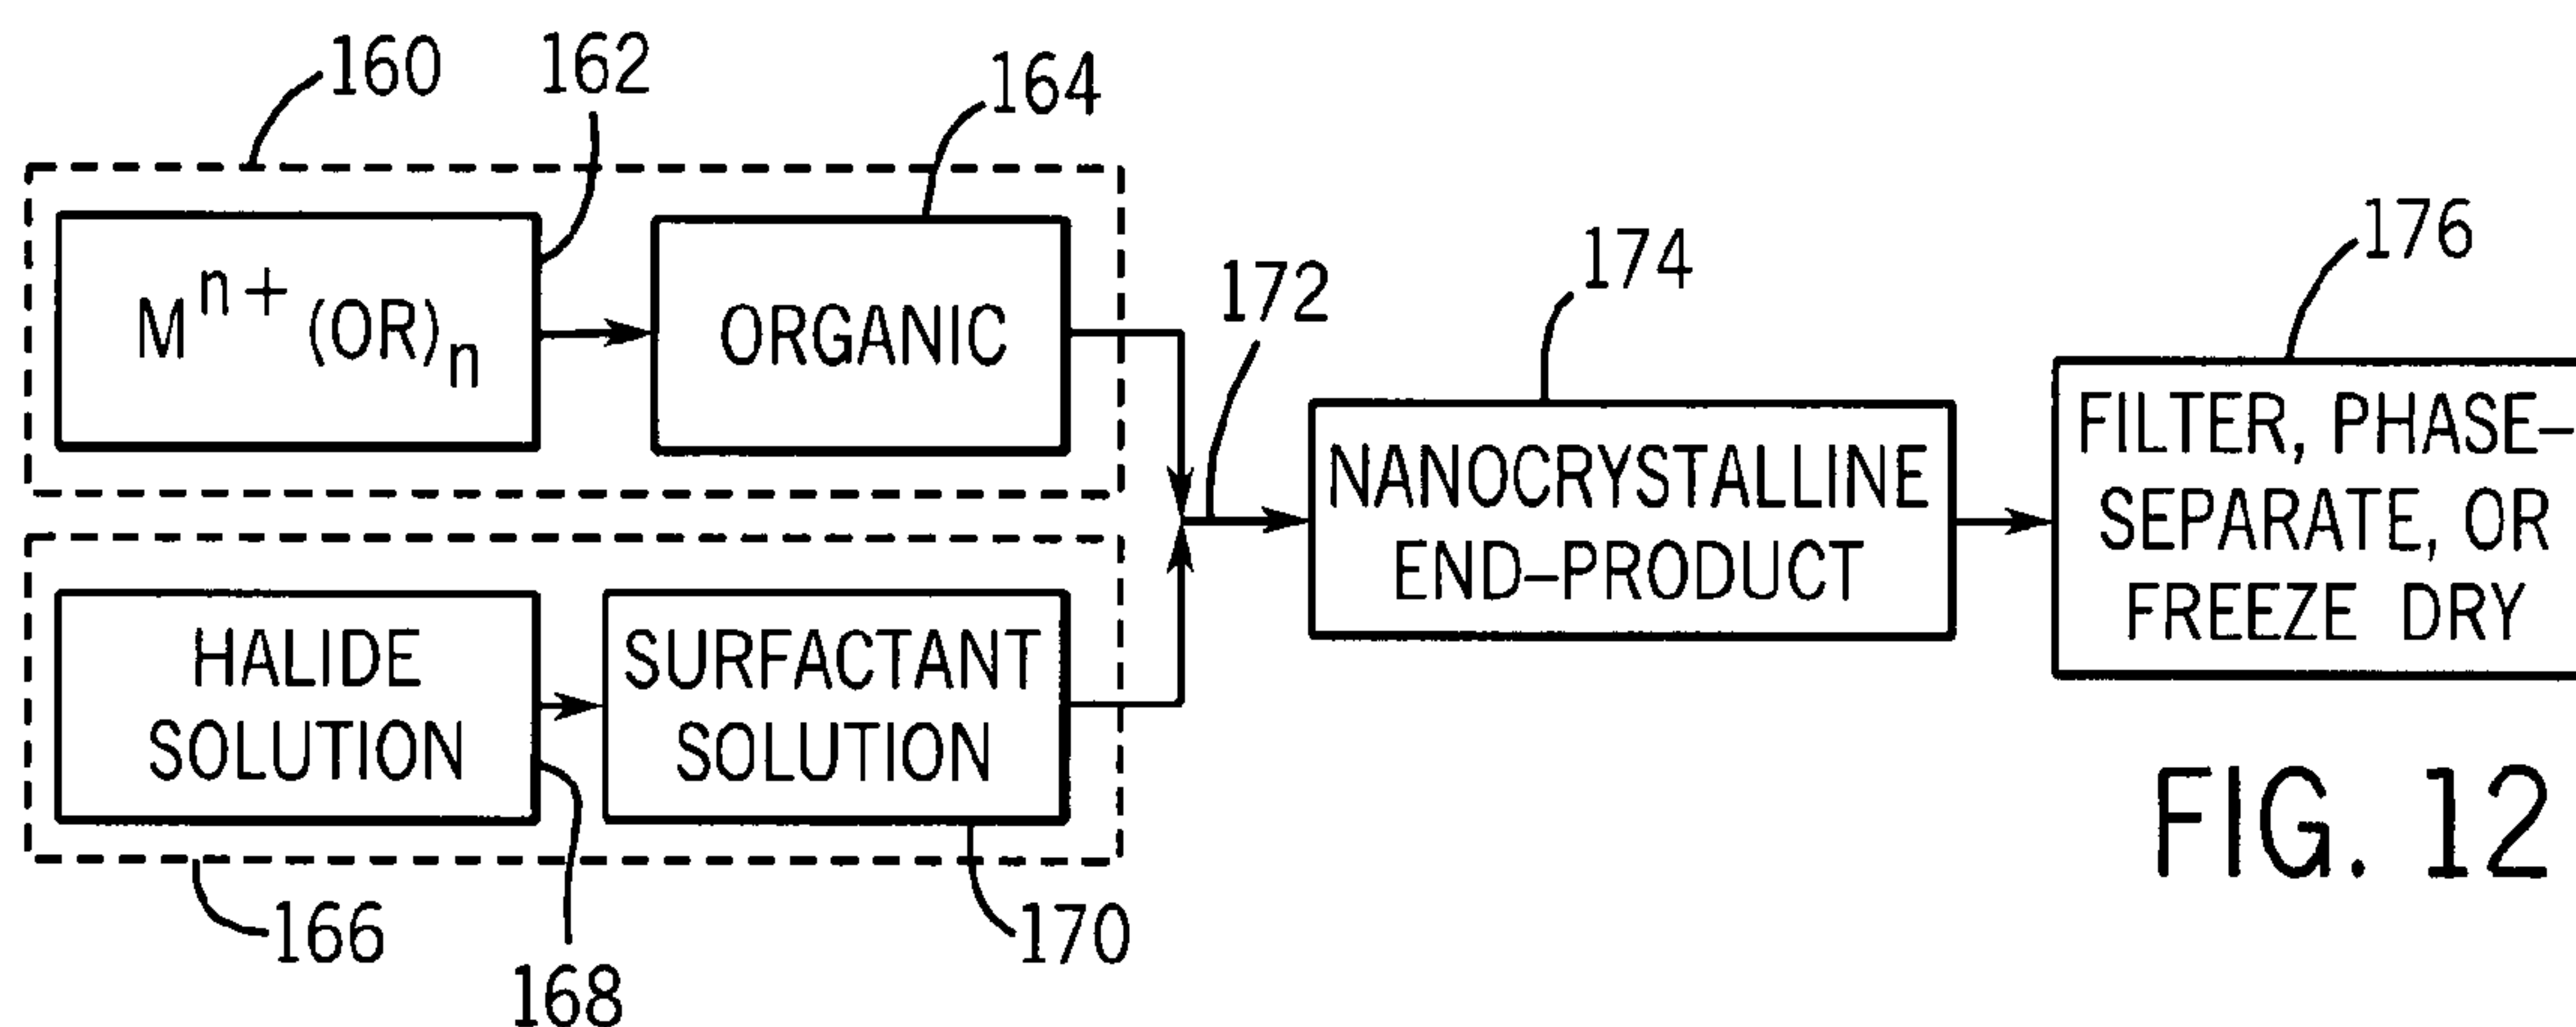 160
162
164
M^n+ (OR)_n
ORGANIC
172
174
176
HALIDE
SOLUTION
SURFACTANT
SOLUTION
NANOCRYSTALLINE
END–PRODUCT
FILTER, PHASE–
SEPARATE, OR
FREEZE DRY
166
168
170
FIG. 12